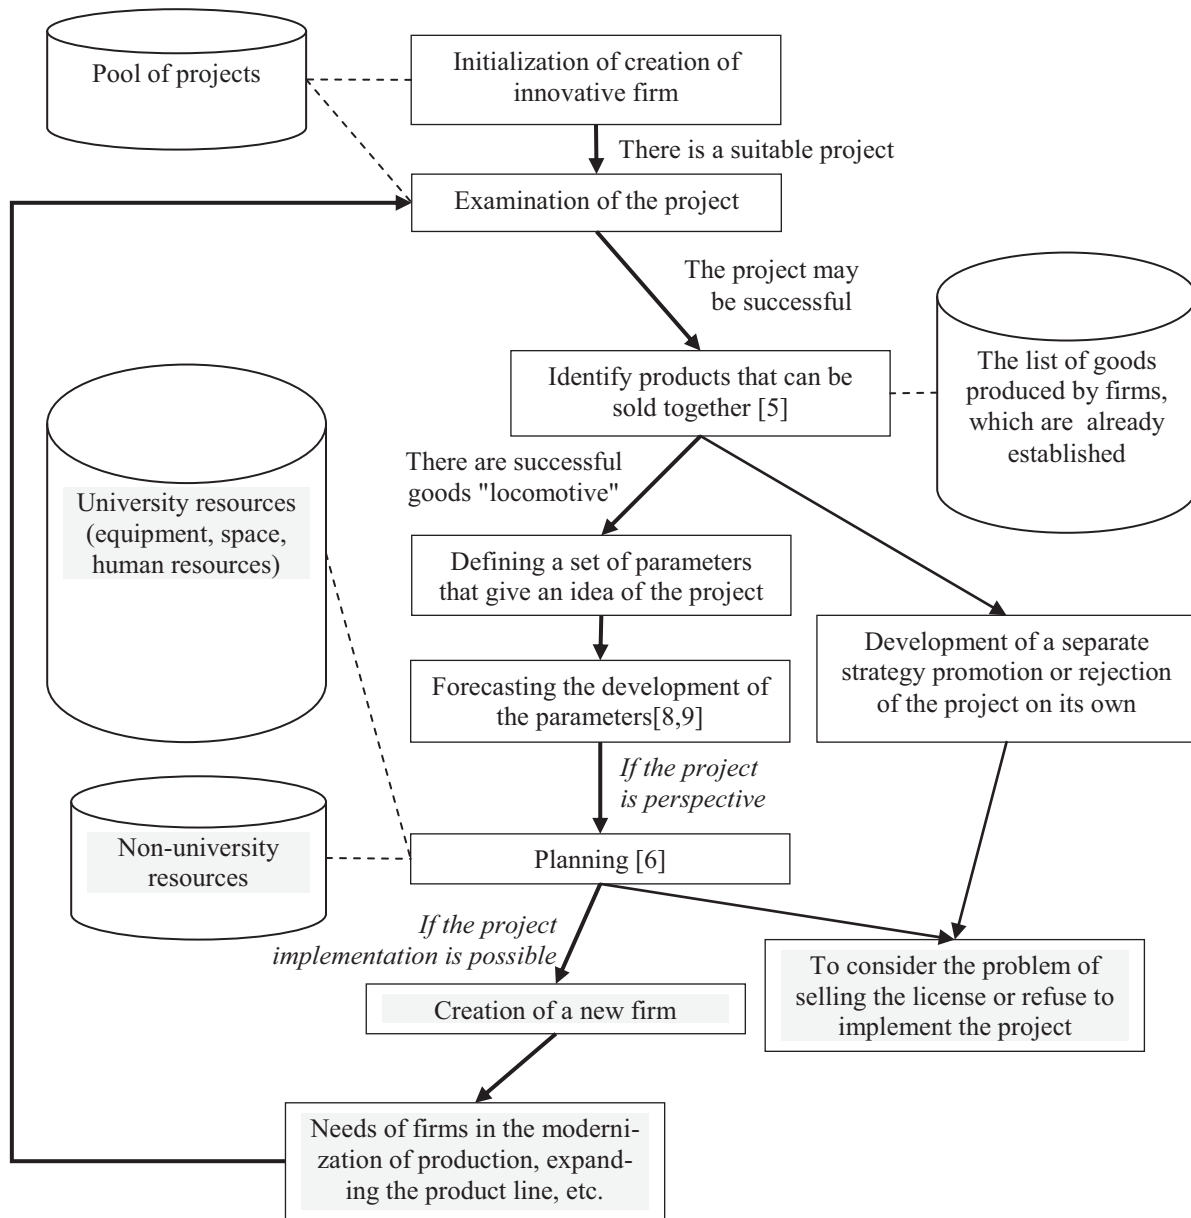 Pool of projects
Initialization of creation of
innovative firm
There is a suitable project
Examination of the project
The project may
be successful
The list of goods
produced by firms,
which are already
established
Identify products that can be
sold together [5]
There are successful
goods "locomotive"
University resources
(equipment, space,
human resources)
Defining a set of parameters
that give an idea of the project
Development of a separate
strategy promotion or rejection
of the project on its own
Forecasting the development of
the parameters[8,9]
If the project
is perspective
Non-university
resources
Planning [6]
If the project
implementation is possible
To consider the problem of
selling the license or refuse to
implement the project
Creation of a new firm
Needs of firms in the moderni-
zation of production, expand-
ing the product line, etc.